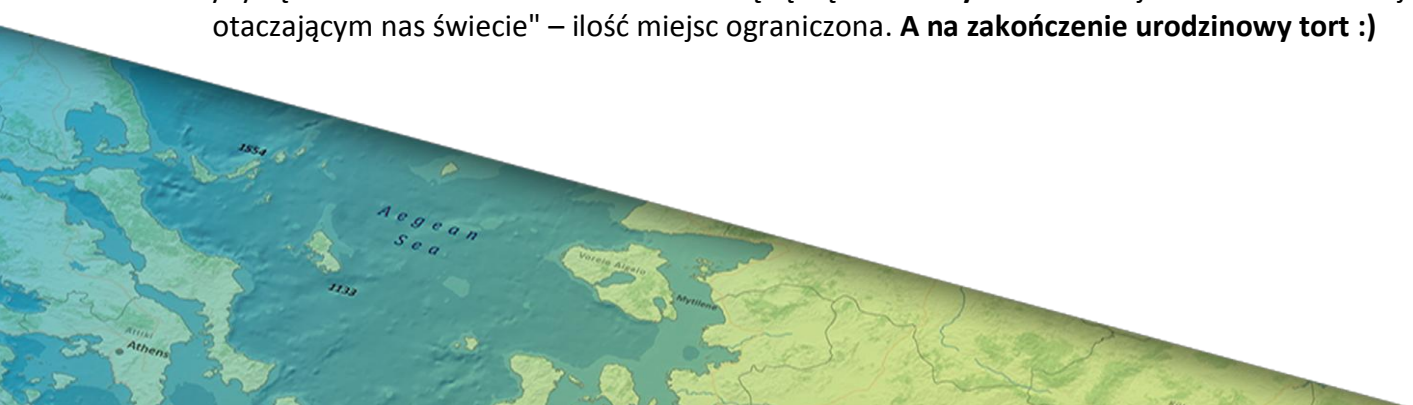 otaczającym nas świecie" – ilość miejsc ograniczona. A na zakończenie urodzinowy tort :)
1554
Aegean
Sea
Voreio Aigaio
1133
Mytilene
Attiki
Athens